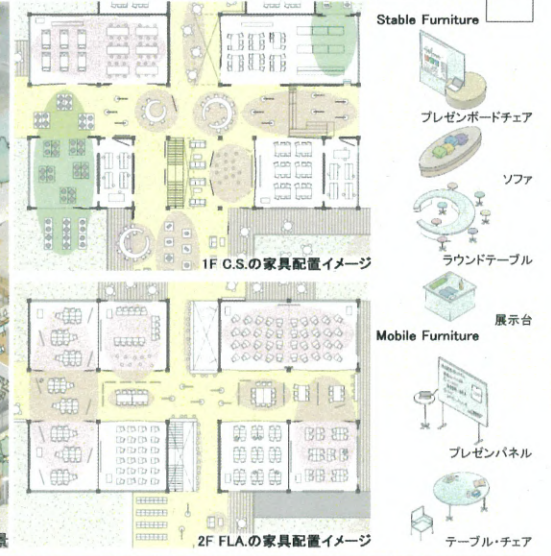 Stable Furniture
プレゼンボードチェア
ソファ
ラウンドテーブル
展示台
Mobile Furniture
プレゼンパネル
テーブル・チェア
1F C.S.の家具配置イメージ
2F FLA.の家具配置イメージ
景